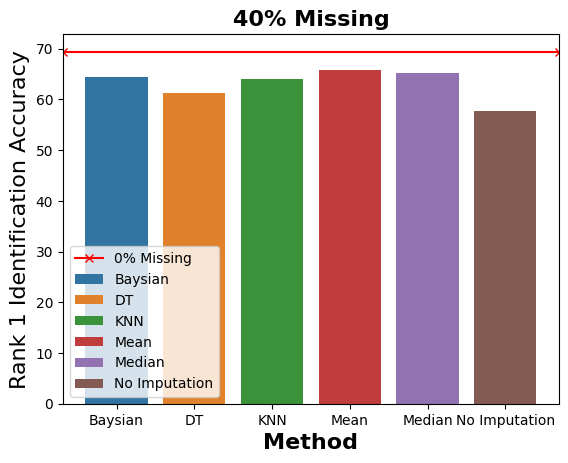 40% Missing
Rank 1 Identification Accuracy
70
60
50
40
30
20
10
0
0% Missing
Baysian
DT
KNN
Mean
Median
No Imputation
Baysian DT KNN Mean Median No Imputation
Method